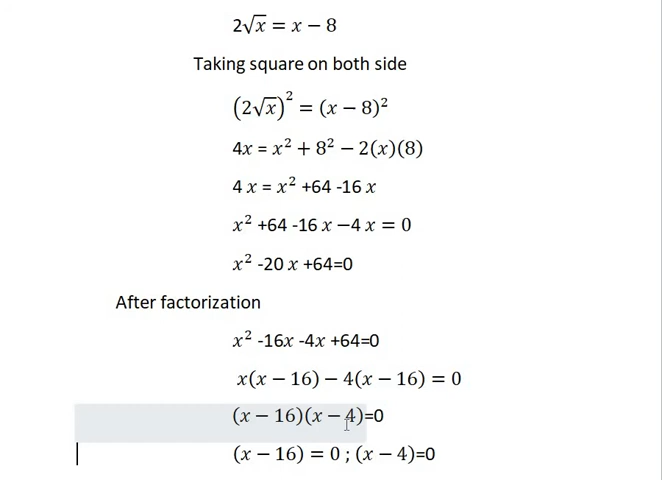 2√x = x − 8
Taking square on both side
(2√x)² = (x − 8)²
4x = x² + 8² − 2(x)(8)
4 x = x² +64 -16 x
x² +64 -16 x −4 x = 0
x² -20 x +64=0
After factorization
x² -16x -4x +64=0
x(x − 16) − 4(x − 16) = 0
(x − 16)(x − 4)=0
(x − 16) = 0 ; (x − 4)=0